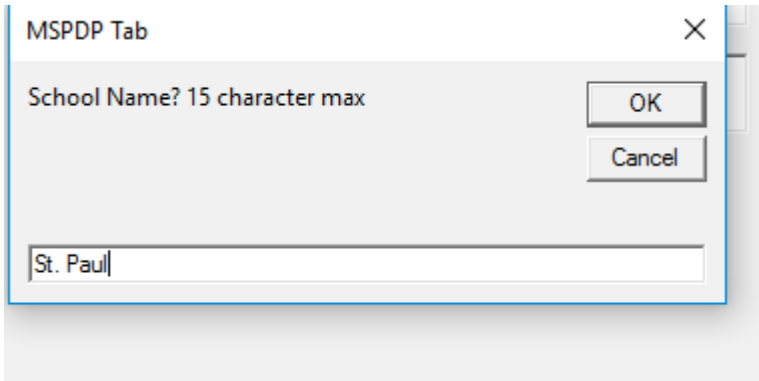 MSPDP Tab
School Name? 15 character max
OK
Cancel
St. Paul